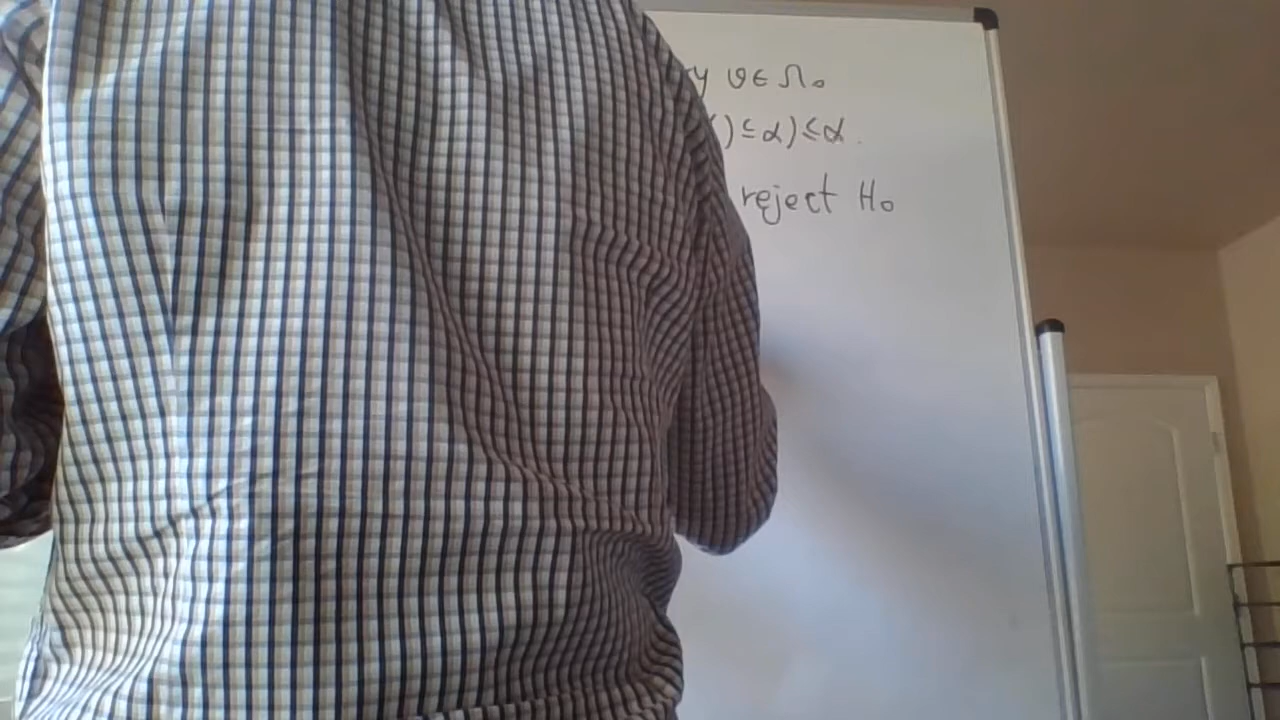 y ϑ ∈ Ω₀
) ≤ α) ≤ α.
reject H₀